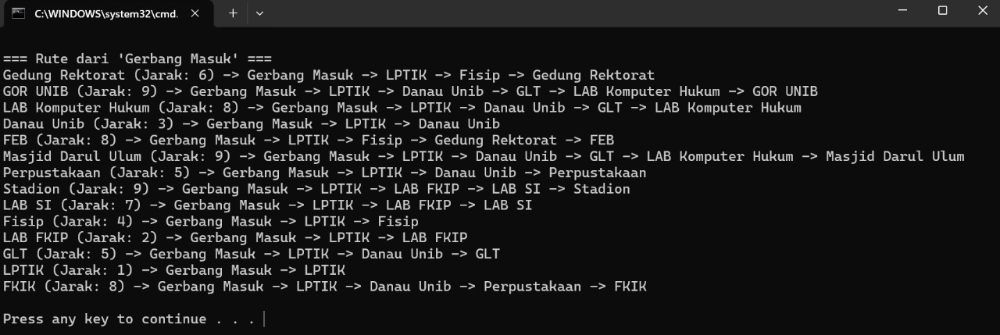 C:\WINDOWS\system32\cmd.
=== Rute dari 'Gerbang Masuk' ===
Gedung Rektorat (Jarak: 6) -> Gerbang Masuk -> LPTIK -> Fisip -> Gedung Rektorat
GOR UNIB (Jarak: 9) -> Gerbang Masuk -> LPTIK -> Danau Unib -> GLT -> LAB Komputer Hukum -> GOR UNIB
LAB Komputer Hukum (Jarak: 8) -> Gerbang Masuk -> LPTIK -> Danau Unib -> GLT -> LAB Komputer Hukum
Danau Unib (Jarak: 3) -> Gerbang Masuk -> LPTIK -> Danau Unib
FEB (Jarak: 8) -> Gerbang Masuk -> LPTIK -> Fisip -> Gedung Rektorat -> FEB
Masjid Darul Ulum (Jarak: 9) -> Gerbang Masuk -> LPTIK -> Danau Unib -> GLT -> LAB Komputer Hukum -> Masjid Darul Ulum
Perpustakaan (Jarak: 5) -> Gerbang Masuk -> LPTIK -> Danau Unib -> Perpustakaan
Stadion (Jarak: 9) -> Gerbang Masuk -> LPTIK -> LAB FKIP -> LAB SI -> Stadion
LAB SI (Jarak: 7) -> Gerbang Masuk -> LPTIK -> LAB FKIP -> LAB SI
Fisip (Jarak: 4) -> Gerbang Masuk -> LPTIK -> Fisip
LAB FKIP (Jarak: 2) -> Gerbang Masuk -> LPTIK -> LAB FKIP
GLT (Jarak: 5) -> Gerbang Masuk -> LPTIK -> Danau Unib -> GLT
LPTIK (Jarak: 1) -> Gerbang Masuk -> LPTIK
FKIK (Jarak: 8) -> Gerbang Masuk -> LPTIK -> Danau Unib -> Perpustakaan -> FKIK
Press any key to continue . . .